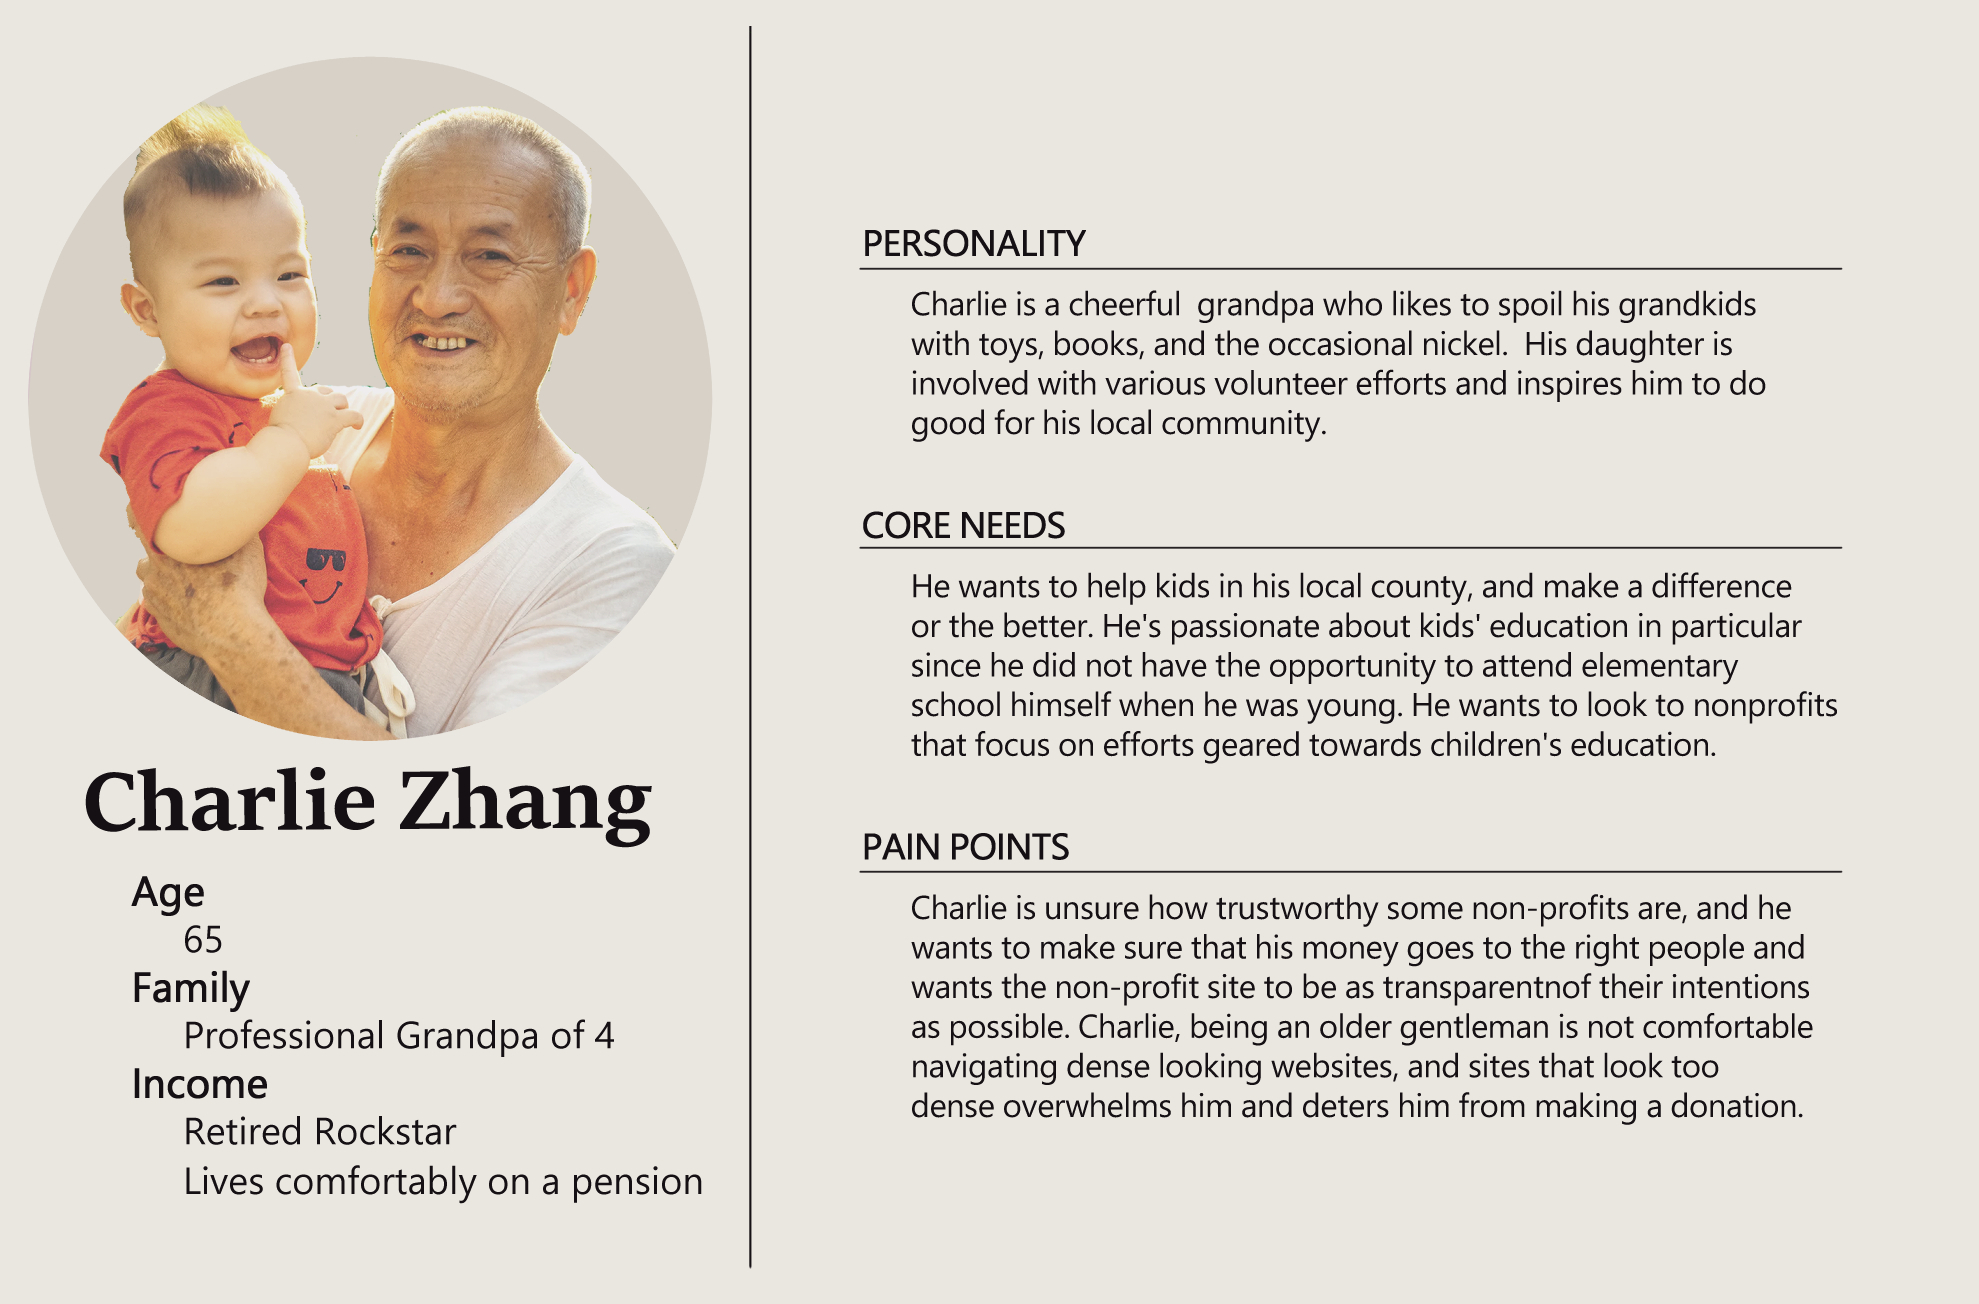 Charlie Zhang
Age
65
Family
Professional Grandpa of 4
Income
Retired Rockstar
Lives comfortably on a pension
PERSONALITY
Charlie is a cheerful  grandpa who likes to spoil his grandkids
with toys, books, and the occasional nickel.  His daughter is
involved with various volunteer efforts and inspires him to do
good for his local community.
CORE NEEDS
He wants to help kids in his local county, and make a difference
or the better. He's passionate about kids' education in particular
since he did not have the opportunity to attend elementary
school himself when he was young. He wants to look to nonprofits
that focus on efforts geared towards children's education.
PAIN POINTS
Charlie is unsure how trustworthy some non-profits are, and he
wants to make sure that his money goes to the right people and
wants the non-profit site to be as transparentnof their intentions
as possible. Charlie, being an older gentleman is not comfortable
navigating dense looking websites, and sites that look too
dense overwhelms him and deters him from making a donation.